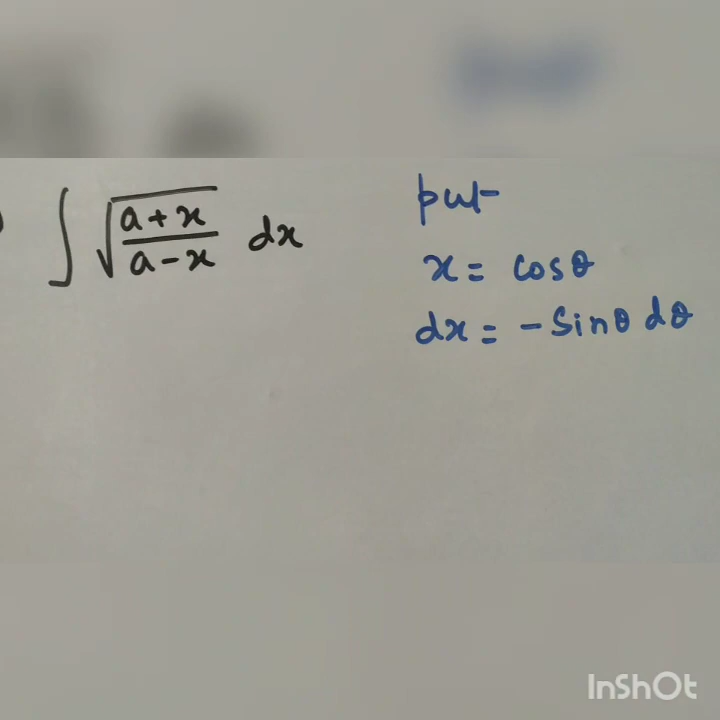 ∫ √(a+x / a-x) dx
put
x = cosθ
dx = - Sinθ dθ
InShOt